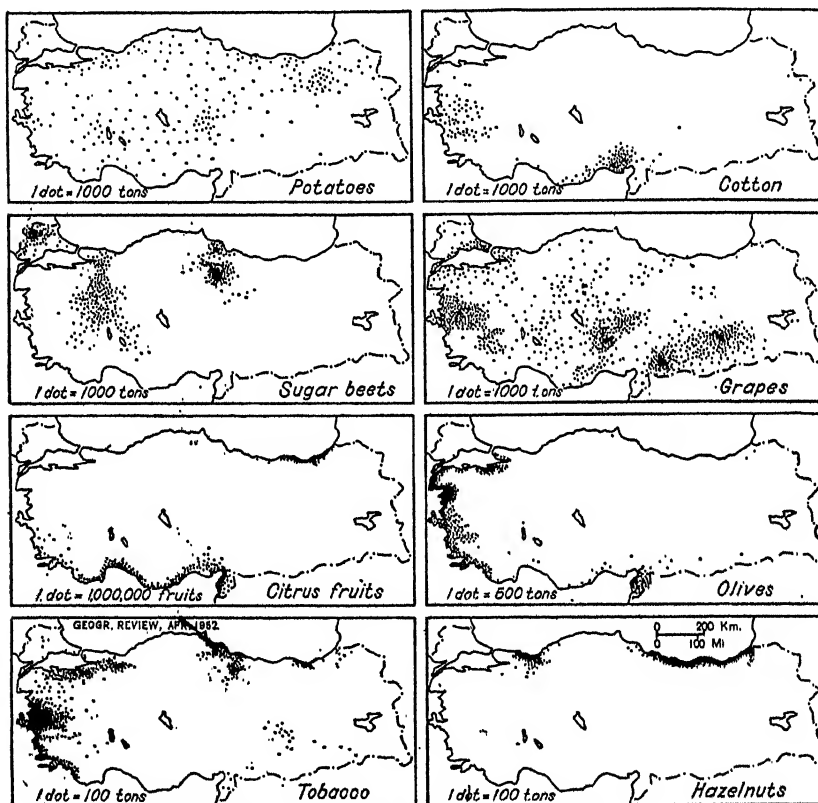 1 dot = 1000 tons
Potatoes
1 dot = 1000 tons
Cotton
1 dot = 1000 tons
Sugar beets
1 dot = 1000 tons
Grapes
1 dot = 1,000,000 fruits
Citrus fruits
1 dot = 500 tons
Olives
GEOGR. REVIEW, APR. 1952
1 dot = 100 tons
Tobacco
0 200 Km.
0 100 Mi
1 dot = 100 tons
Hazelnuts